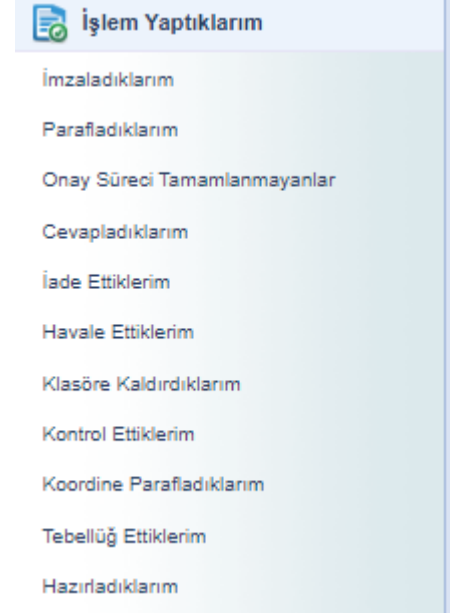 İşlem Yaptıklarım
İmzaladıklarım
Parafladıklarım
Onay Süreci Tamamlanmayanlar
Cevapladıklarım
İade Ettiklerim
Havale Ettiklerim
Klasöre Kaldırdıklarım
Kontrol Ettiklerim
Koordine Parafladıklarım
Tebellüğ Ettiklerim
Hazırladıklarım